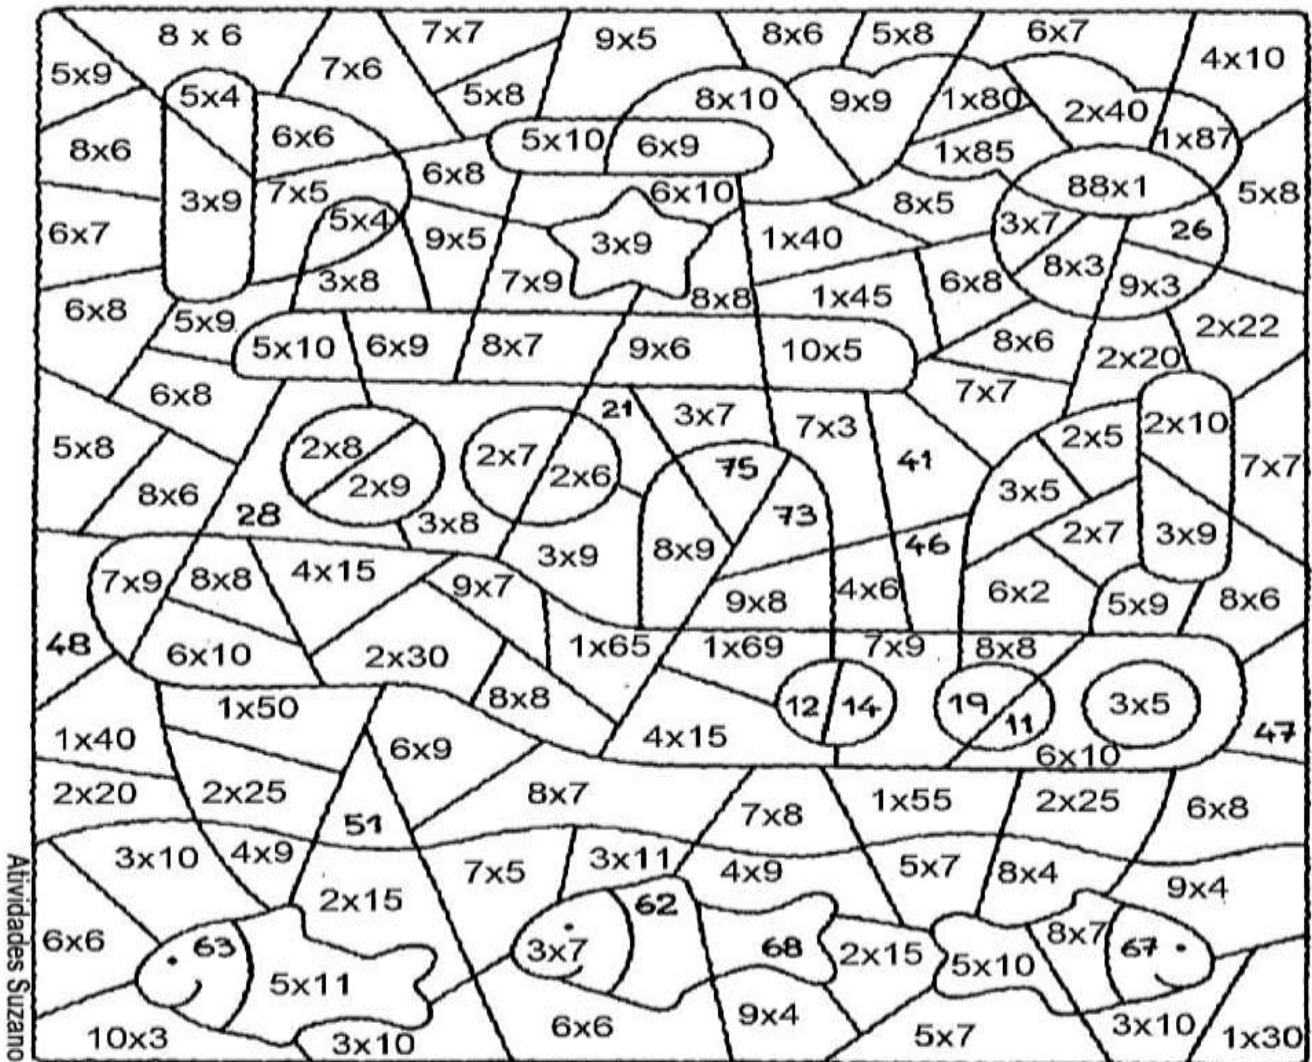 8 x 6 7x7 9x5 8x6 5x8 6x7
5x9 7x6 4x10
5x4 5x8 8x10 9x9 1x80 2x40
8x6 6x6 5x10 6x9 1x85 1x87
3x9 7x5 6x8 6x10 8x5 88x1 5x8
6x7 5x4 9x5 3x9 1x40 3x7 26
3x8 7x9 8x8 1x45 6x8 8x3 9x3
6x8 5x9 2x22
5x10 6x9 8x7 9x6 10x5 8x6 2x20
6x8 21 3x7 7x3 7x7
5x8 2x8 2x7 2x6 75 41 2x5 2x10 7x7
8x6 2x9 3x5
28 3x8 73 2x7 3x9
7x9 8x8 4x15 9x7 3x9 8x9 46
9x8 4x6 6x2 5x9 8x6
48 6x10 2x30 1x65 1x69 7x9 8x8
1x50 8x8 12 14 19 11 3x5
1x40 6x9 4x15 6x10 47
2x20 2x25 8x7 7x8 1x55 2x25 6x8
51
3x10 4x9 7x5 3x11 4x9 5x7 8x4 9x4
2x15 62
6x6 63 3x7 68 2x15 8x7 67
5x11 5x10
10x3 3x10 6x6 9x4 5x7 3x10 1x30
Atividades Suzano